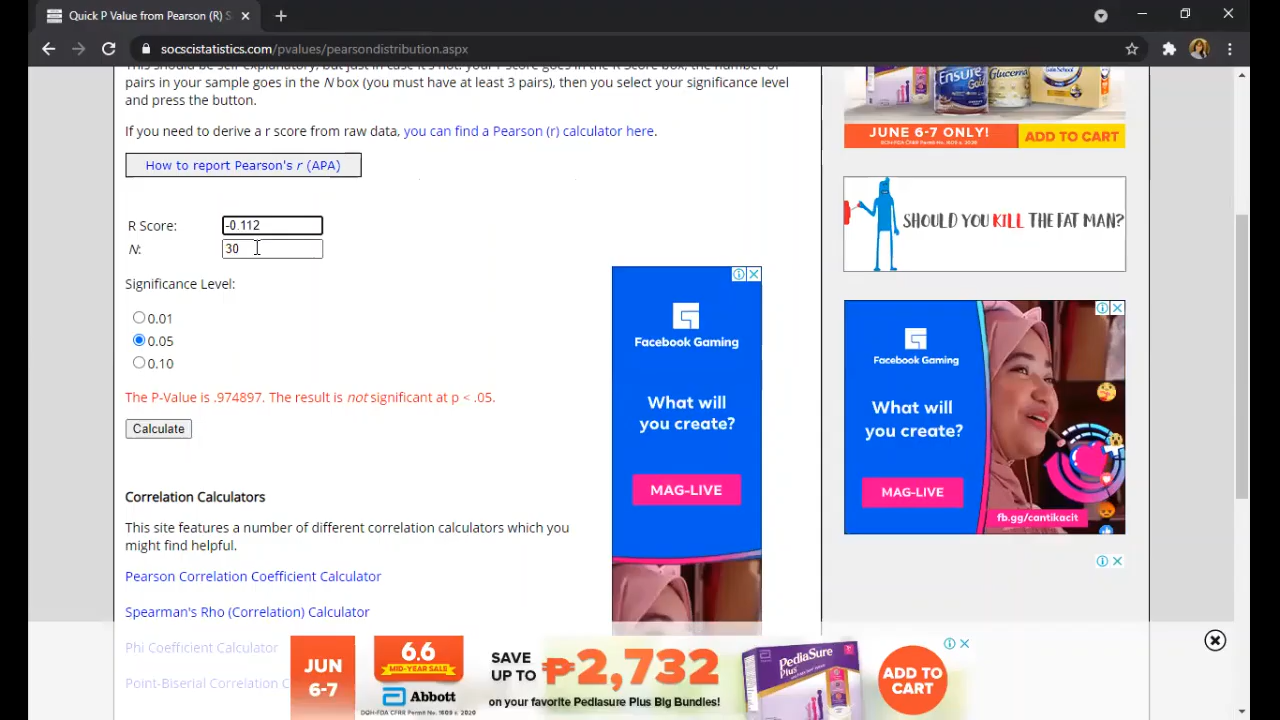 Quick P Value from Pearson (R) S
socscistatistics.com/pvalues/pearsondistribution.aspx
pairs in your sample goes in the N box (you must have at least 3 pairs), then you select your significance level
and press the button.
If you need to derive a r score from raw data, you can find a Pearson (r) calculator here.
How to report Pearson's r (APA)
R Score:
-0.112
N:
30
Significance Level:
0.01
0.05
0.10
The P-Value is .974897. The result is not significant at p < .05.
Calculate
Correlation Calculators
This site features a number of different correlation calculators which you
might find helpful.
Pearson Correlation Coefficient Calculator
Spearman's Rho (Correlation) Calculator
Phi Coefficient Calculator
Point-Biserial Correlation C
Facebook Gaming
What will
you create?
MAG-LIVE
Ensure
Gold
Glucerna
JUNE 6-7 ONLY!
ADD TO CART
SHOULD YOU KILL THE FAT MAN?
Facebook Gaming
What will
you create?
MAG-LIVE
fb.gg/cantikacit
JUN
6-7
6.6
MID-YEAR SALE
Abbott
SAVE
UP TO
₱2,732
on your favorite Pediasure Plus Big Bundles!
PediaSure
Plus
ADD TO
CART